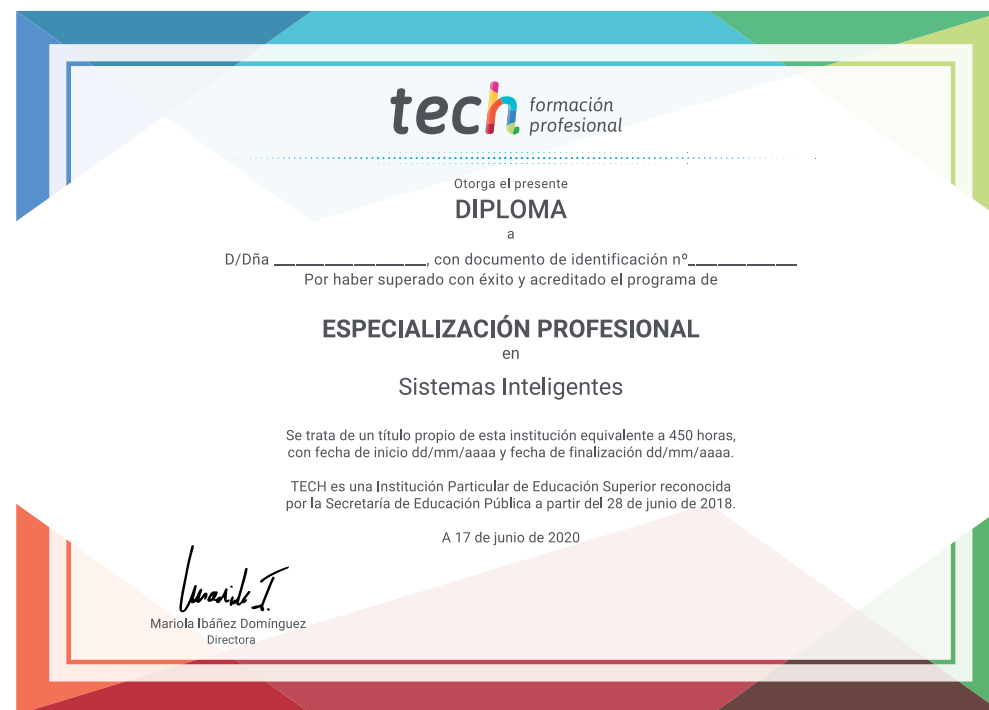 tech formación
profesional
Otorga el presente
DIPLOMA
a
D/Dña ______________, con documento de identificación nº__________
Por haber superado con éxito y acreditado el programa de
ESPECIALIZACIÓN PROFESIONAL
en
Sistemas Inteligentes
Se trata de un título propio de esta institución equivalente a 450 horas,
con fecha de inicio dd/mm/aaaa y fecha de finalización dd/mm/aaaa.
TECH es una Institución Particular de Educación Superior reconocida
por la Secretaría de Educación Pública a partir del 28 de junio de 2018.
A 17 de junio de 2020
Mariola Ibáñez Domínguez
Directora